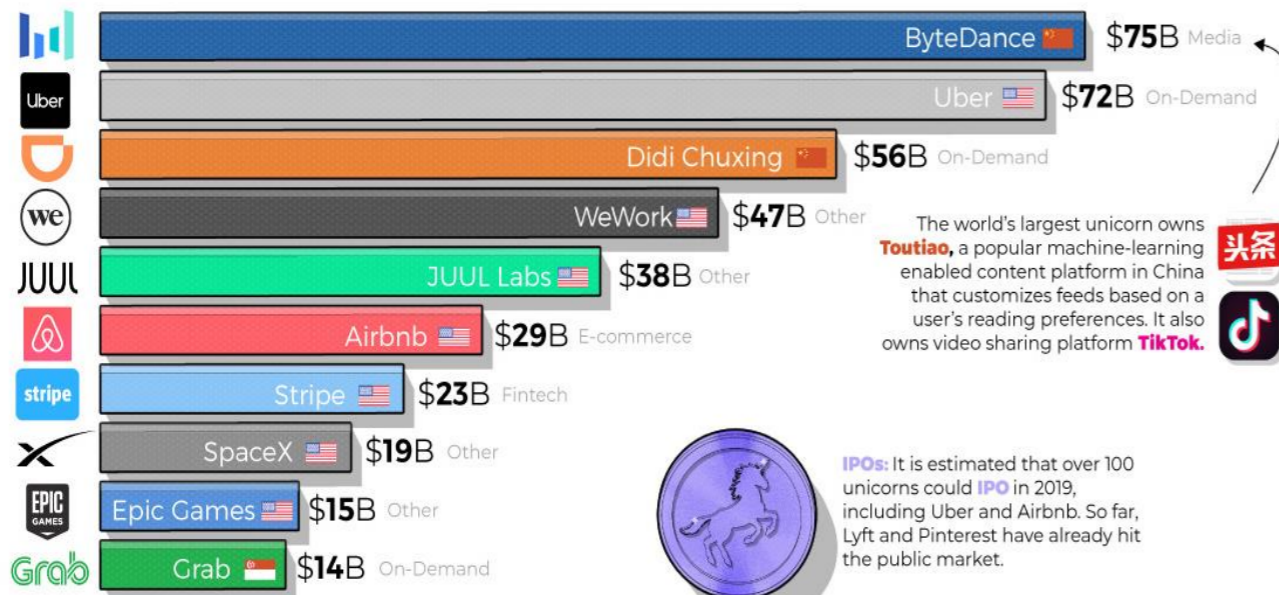 ByteDance $75B Media
Uber
Uber $72B On-Demand
Didi Chuxing $56B On-Demand
we
WeWork $47B Other
JUUL
JUUL Labs $38B Other
Airbnb $29B E-commerce
stripe
Stripe $23B Fintech
SpaceX $19B Other
EPIC
GAMES
Epic Games $15B Other
Grab
Grab $14B On-Demand
The world's largest unicorn owns
Toutiao, a popular machine-learning
enabled content platform in China
that customizes feeds based on a
user's reading preferences. It also
owns video sharing platform TikTok.
头条
IPOs: It is estimated that over 100
unicorns could IPO in 2019,
including Uber and Airbnb. So far,
Lyft and Pinterest have already hit
the public market.